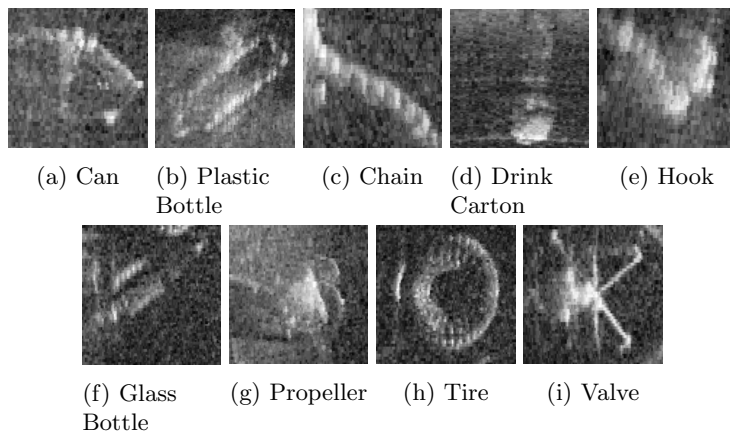 (a) Can
(b) Plastic
Bottle
(c) Chain
(d) Drink
Carton
(e) Hook
(f) Glass
Bottle
(g) Propeller
(h) Tire
(i) Valve